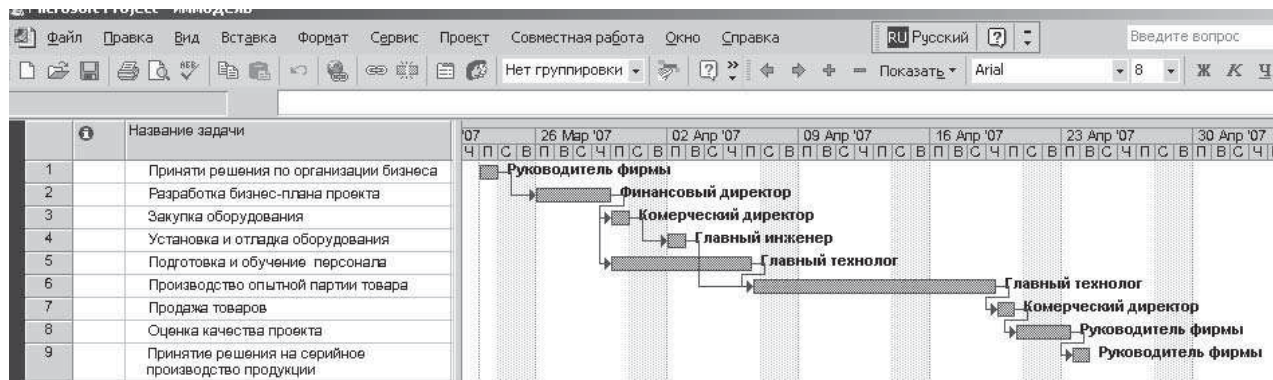 Microsoft Project - ИММОДЕЛЬ
Файл Правка Вид Вставка Формат Сервис Проект Совместная работа Окно Справка RU Русский Введите вопрос
Нет группировки Показать Arial 8 Ж К Ч
Название задачи '07 26 Мар '07 02 Апр '07 09 Апр '07 16 Апр '07 23 Апр '07 30 Апр '07
Ч П С В П В С Ч П С В П В С Ч П С В П В С Ч П С В П В С Ч П С В П В С Ч П С В П В С Ч
1 Приняти решения по организации бизнеса Руководитель фирмы
2 Разработка бизнес-плана проекта Финансовый директор
3 Закупка оборудования Комерческий директор
4 Установка и отладка оборудования Главный инженер
5 Подготовка и обучение персонала Главный технолог
6 Производство опытной партии товара Главный технолог
7 Продажа товаров Комерческий директор
8 Оценка качества проекта Руководитель фирмы
9 Принятие решения на серийное Руководитель фирмы
производство продукции